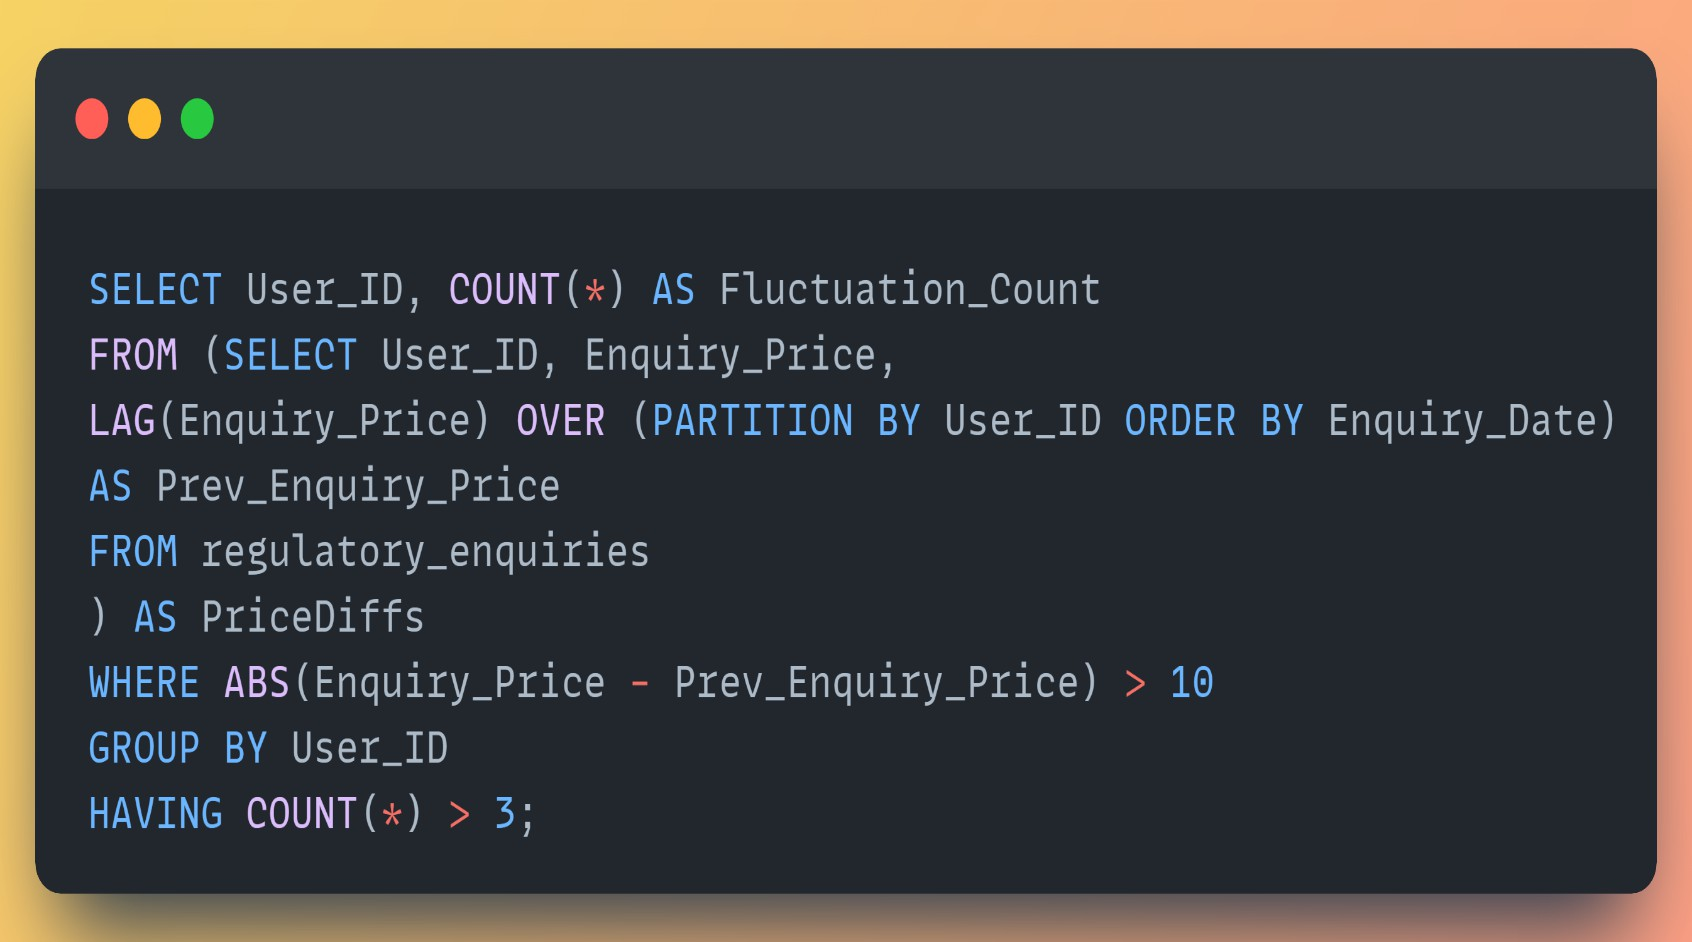 SELECT User_ID, COUNT(*) AS Fluctuation_Count
FROM (SELECT User_ID, Enquiry_Price,
LAG(Enquiry_Price) OVER (PARTITION BY User_ID ORDER BY Enquiry_Date)
AS Prev_Enquiry_Price
FROM regulatory_enquiries
) AS PriceDiffs
WHERE ABS(Enquiry_Price - Prev_Enquiry_Price) > 10
GROUP BY User_ID
HAVING COUNT(*) > 3;